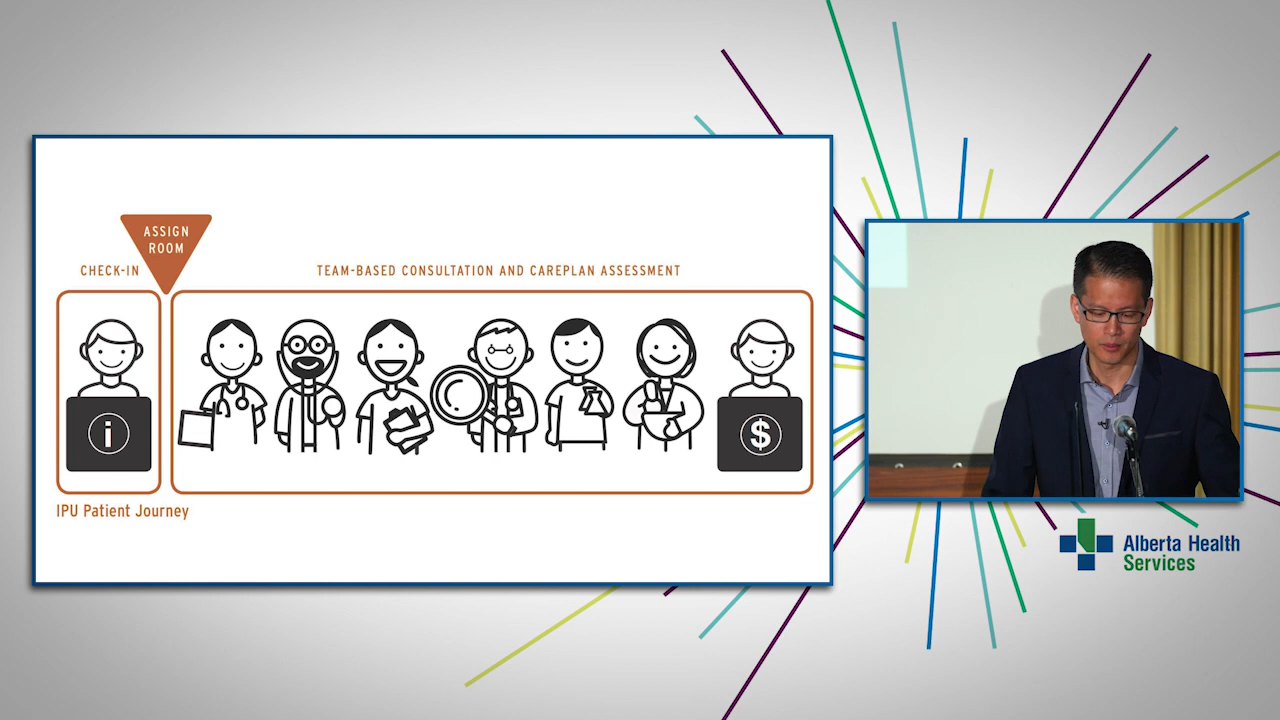 ASSIGN
ROOM
CHECK-IN
TEAM-BASED CONSULTATION AND CAREPLAN ASSESSMENT
i
$
IPU Patient Journey
Alberta Health
Services